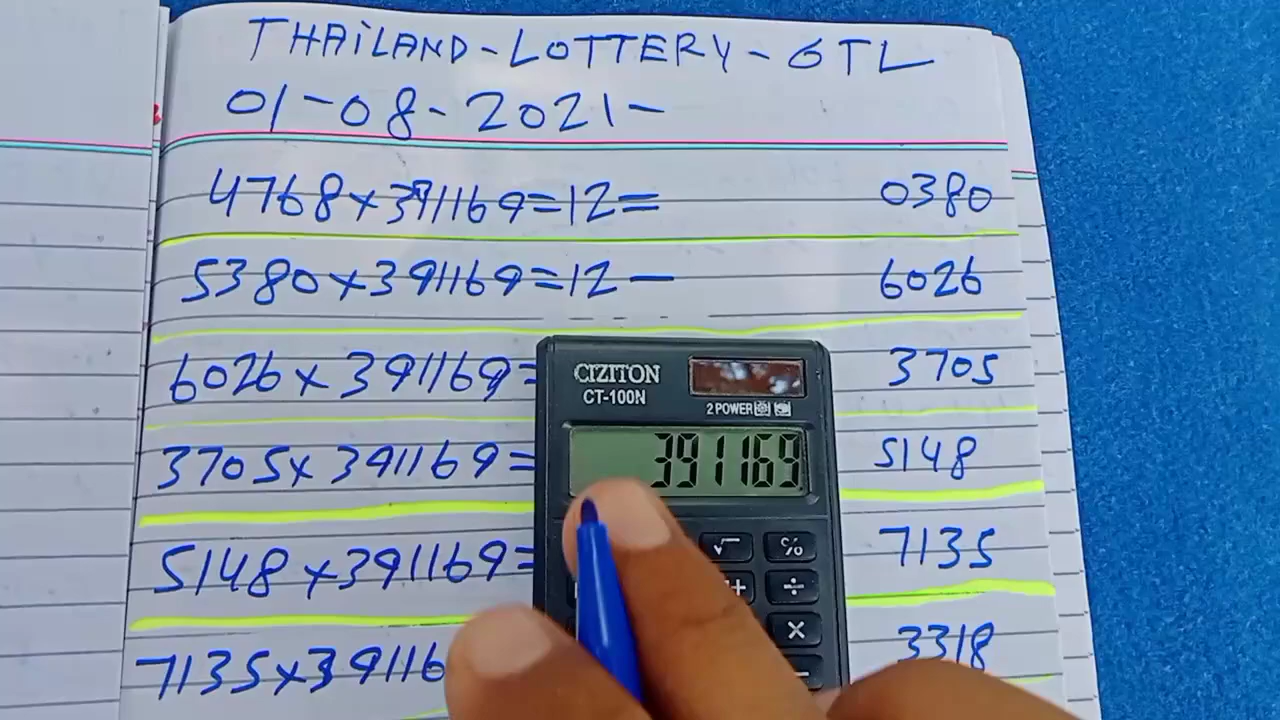 THAiLAND-LOTTERY-GTL
01-08-2021-
4768×391169=12= 0380
5380×391169=12— 6026
6026×391169= 3705
3705×391169= 5148
5148×391169= 7135
7135×39116 3318
CIZITON
CT-100N
2 POWER
391169
√ %
÷
×